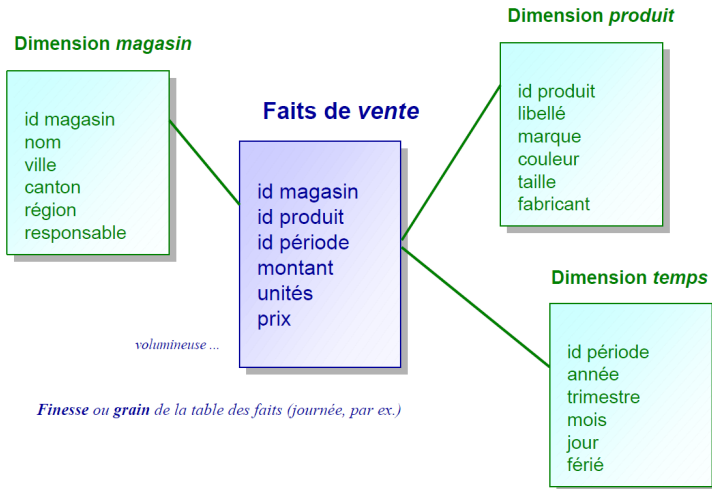 Dimension magasin
id magasin
nom
ville
canton
région
responsable
Faits de vente
id magasin
id produit
id période
montant
unités
prix
volumineuse ...
Dimension produit
id produit
libellé
marque
couleur
taille
fabricant
Dimension temps
id période
année
trimestre
mois
jour
férié
Finesse ou grain de la table des faits (journée, par ex.)